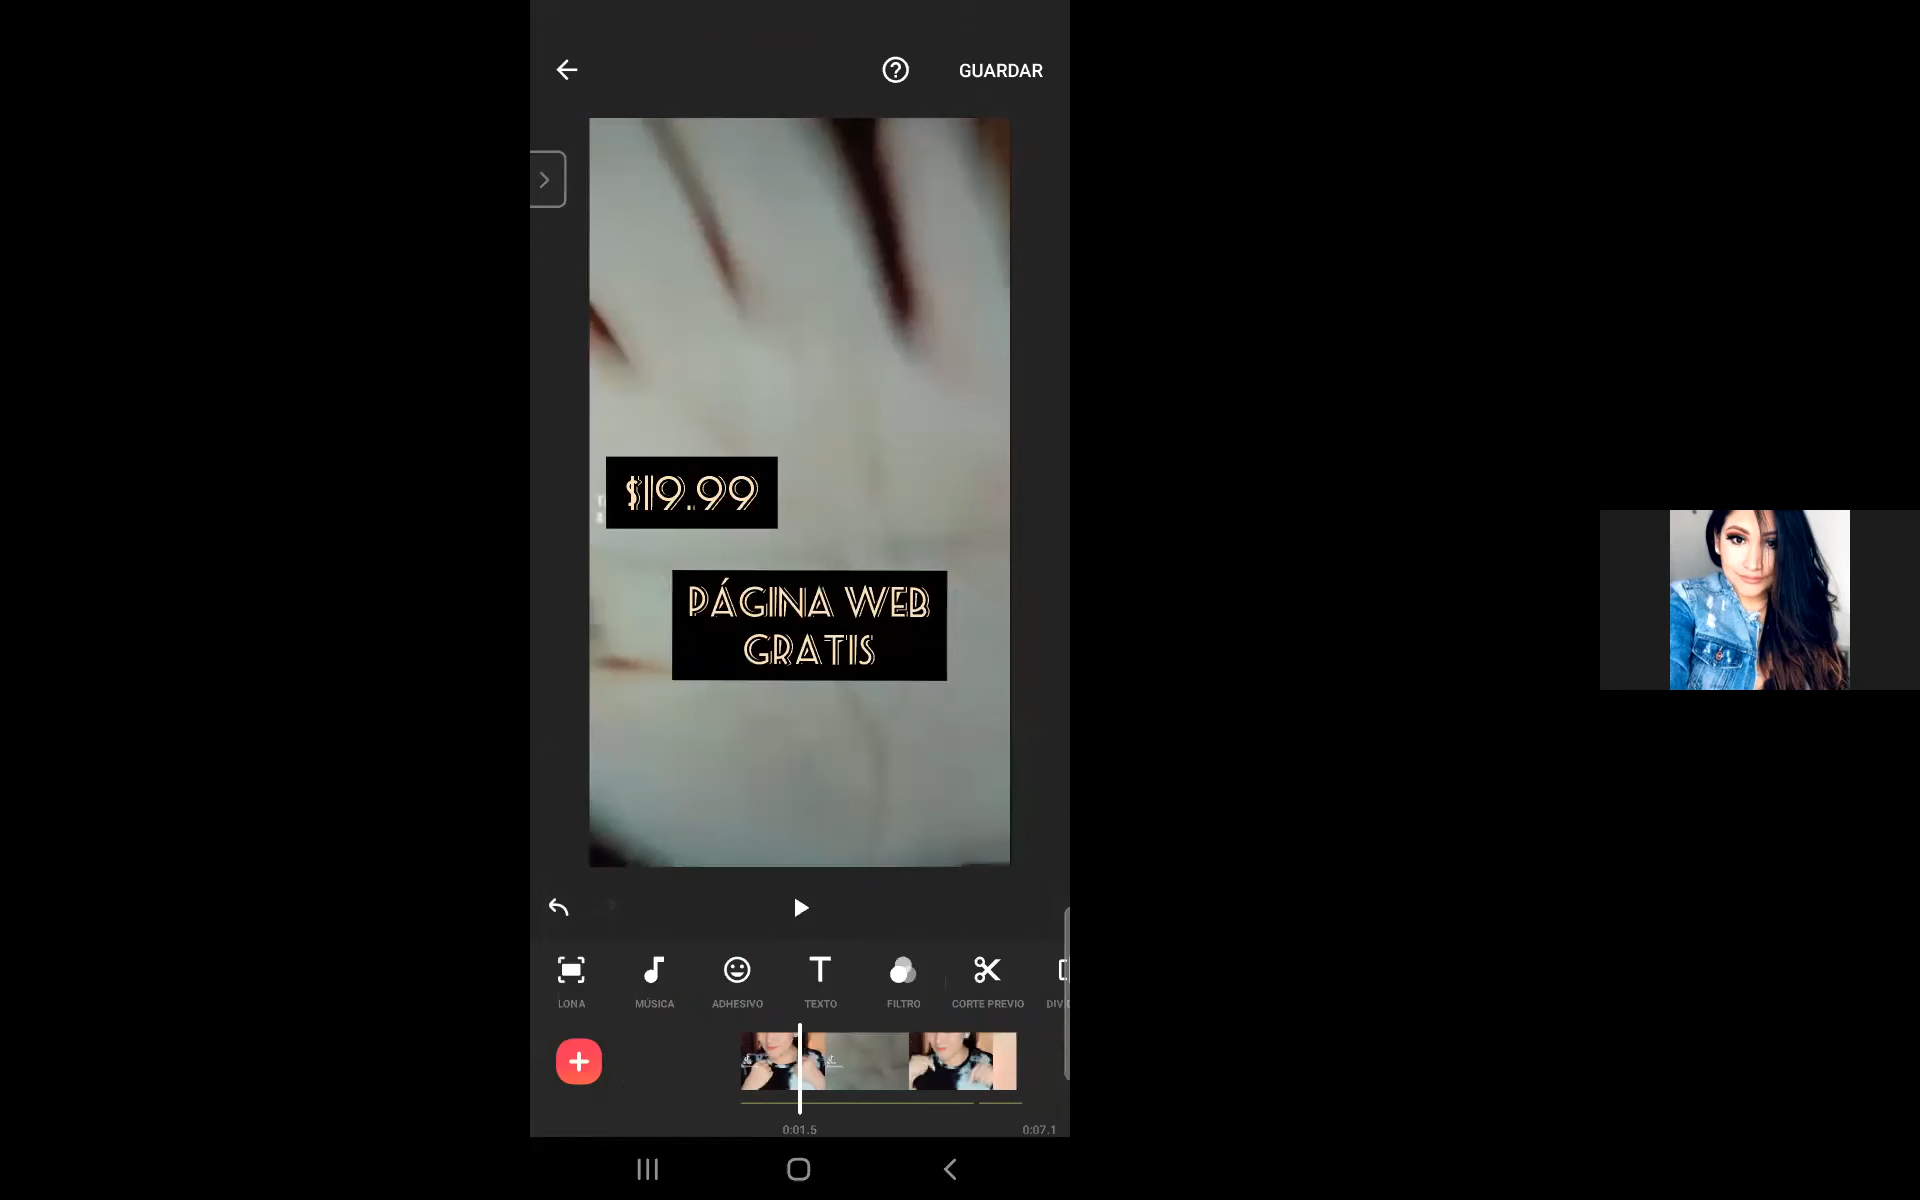 GUARDAR
$19.99
PÁGINA WEB
GRATIS
LONA
MÚSICA
ADHESIVO
TEXTO
FILTRO
CORTE PREVIO
0:01.5
0:07.1